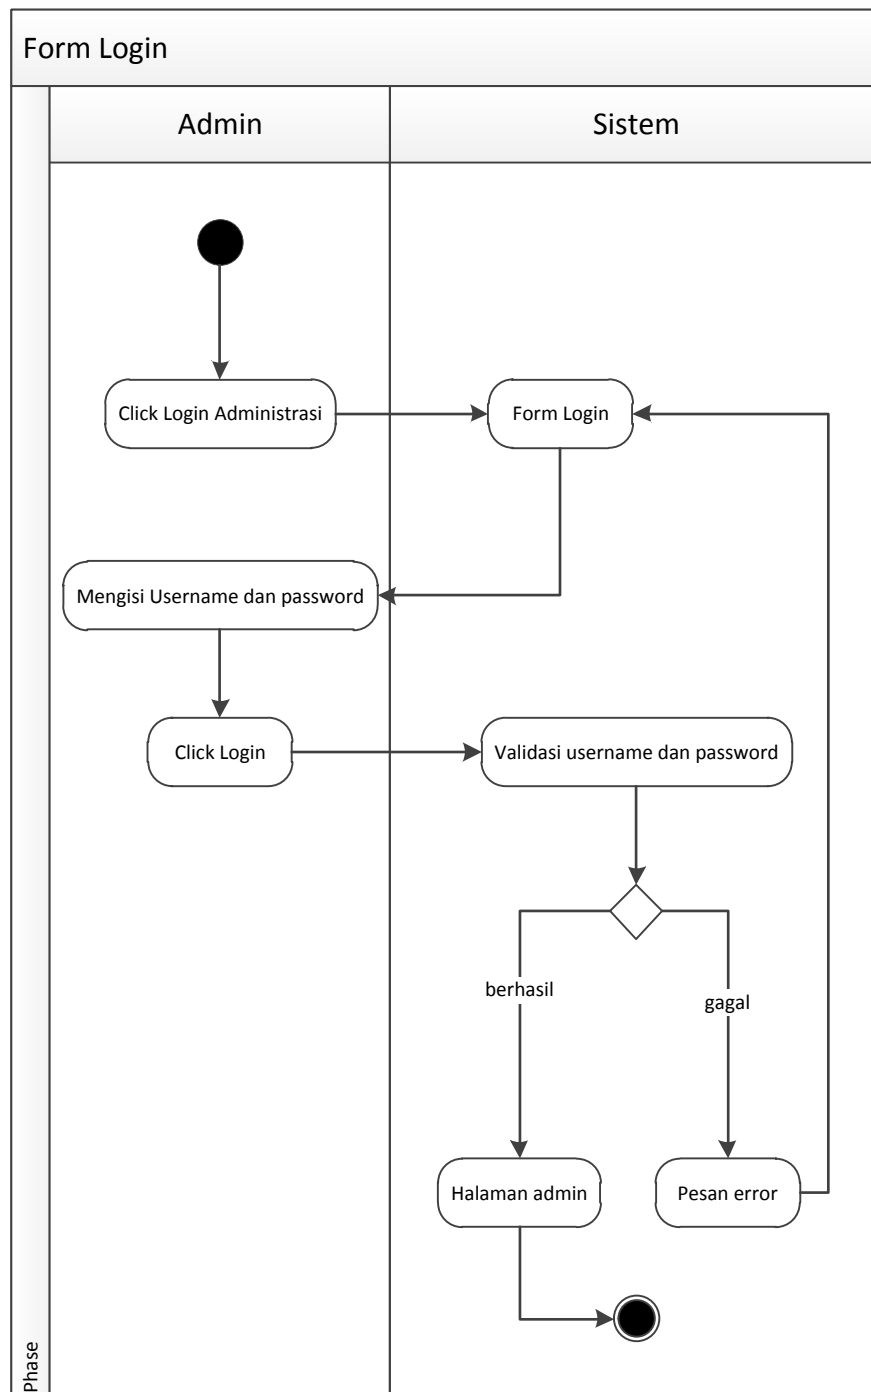 Form Login
Admin
Sistem
Click Login Administrasi
Form Login
Mengisi Username dan password
Click Login
Validasi username dan password
berhasil
gagal
Halaman admin
Pesan error
Phase